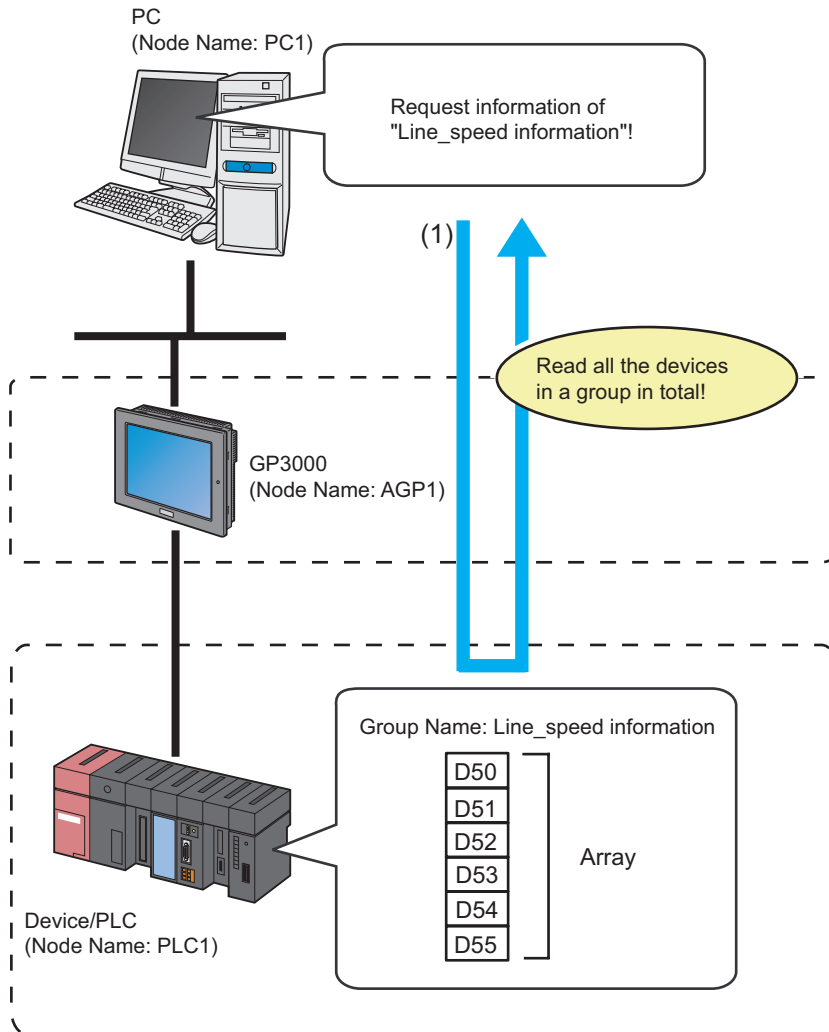 PC
(Node Name: PC1)
Request information of
"Line_speed information"!
(1)
Read all the devices
in a group in total!
GP3000
(Node Name: AGP1)
Group Name: Line_speed information
D50
D51
D52
D53
D54
D55
Array
Device/PLC
(Node Name: PLC1)